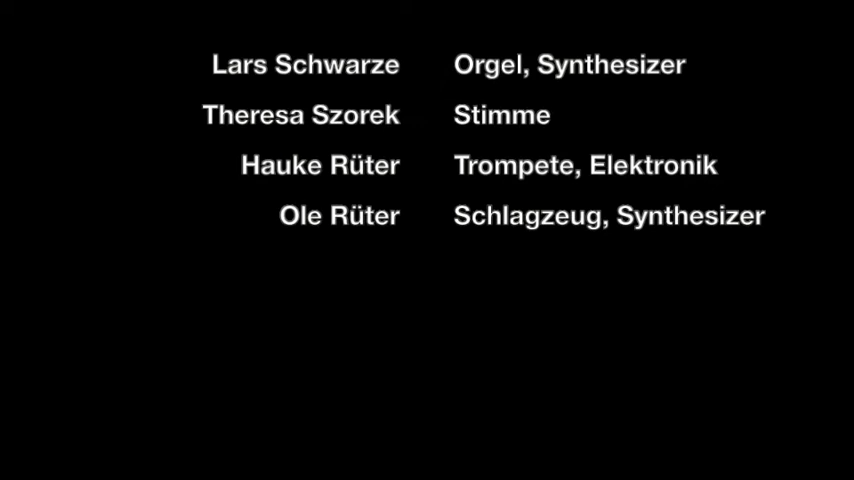 Lars Schwarze Orgel, Synthesizer
Theresa Szorek Stimme
Hauke Rüter Trompete, Elektronik
Ole Rüter Schlagzeug, Synthesizer